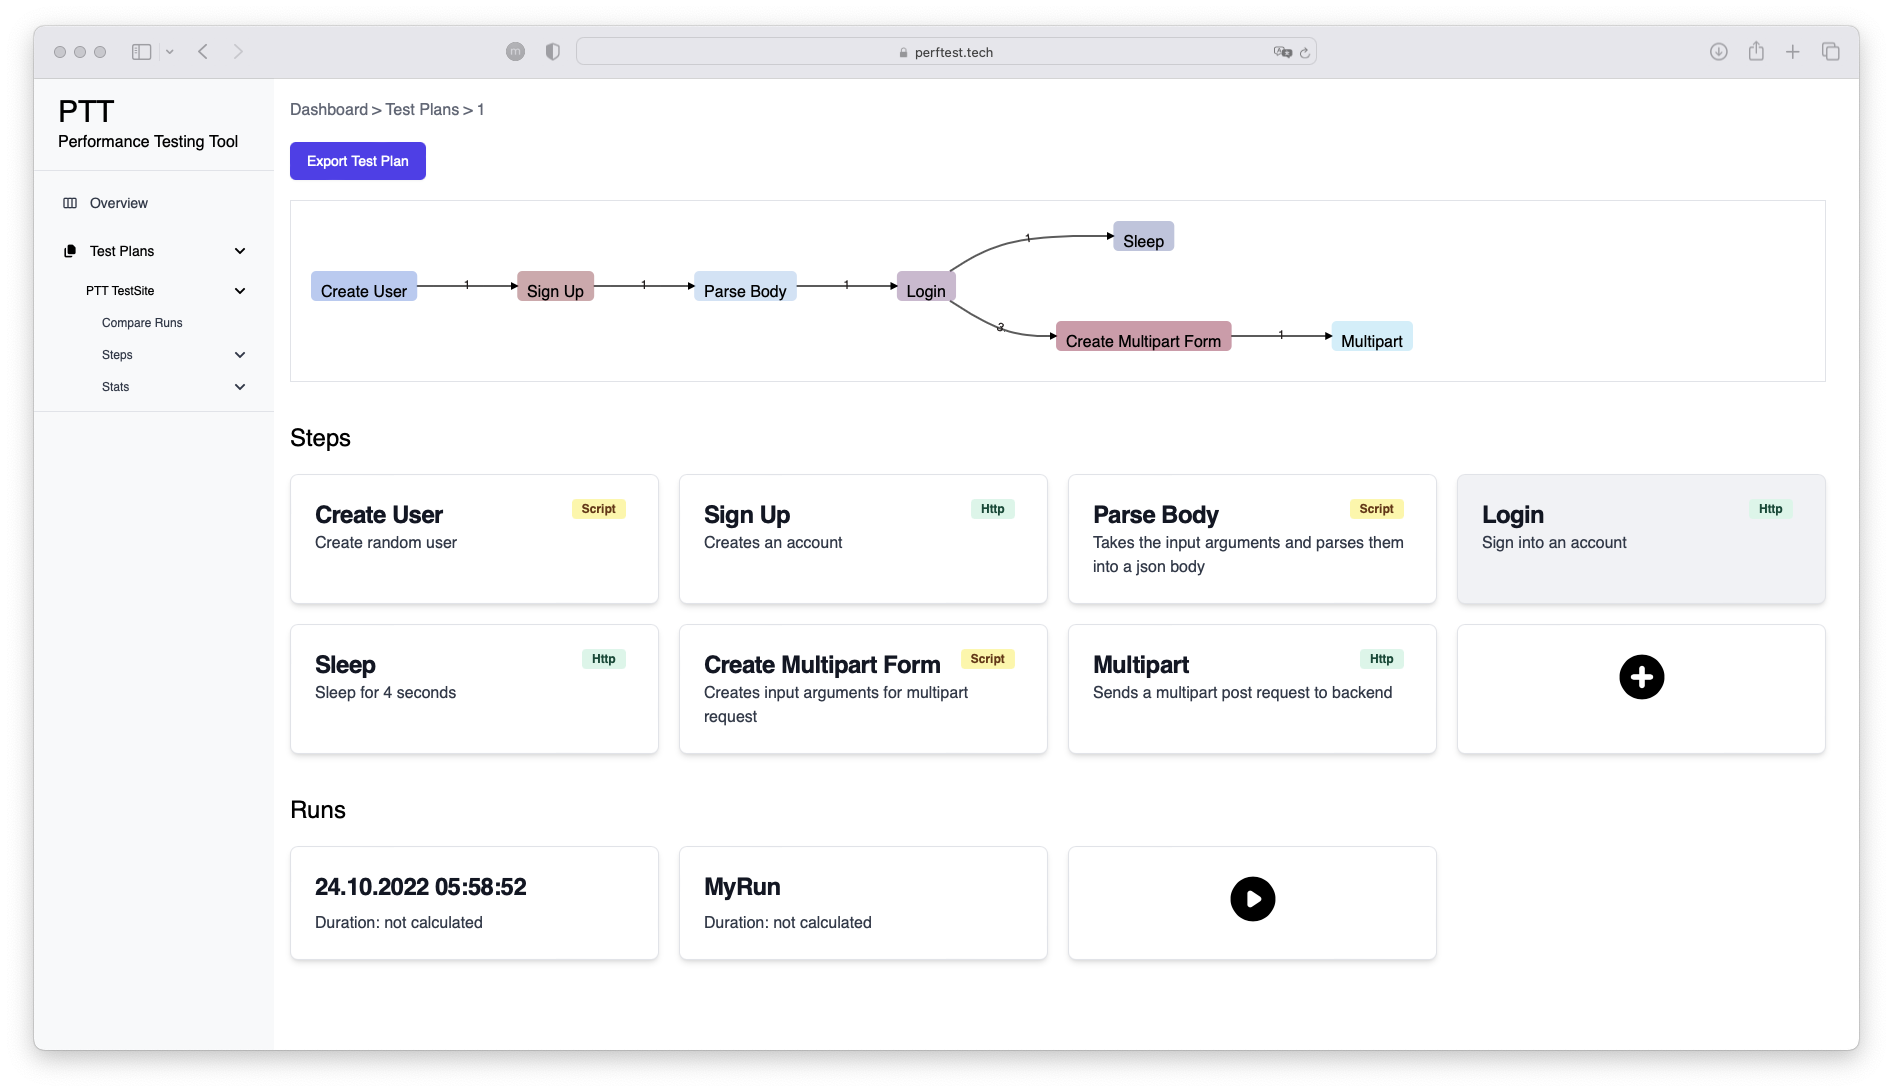 m
perftest.tech
PTT
Performance Testing Tool
Overview
Test Plans
PTT TestSite
Compare Runs
Steps
Stats
Dashboard > Test Plans > 1
Export Test Plan
Create User
1
Sign Up
1
Parse Body
1
Login
1
Sleep
3
Create Multipart Form
1
Multipart
Steps
Create User
Script
Create random user
Sign Up
Http
Creates an account
Parse Body
Script
Takes the input arguments and parses them
into a json body
Login
Http
Sign into an account
Sleep
Http
Sleep for 4 seconds
Create Multipart Form
Script
Creates input arguments for multipart
request
Multipart
Http
Sends a multipart post request to backend
Runs
24.10.2022 05:58:52
Duration: not calculated
MyRun
Duration: not calculated